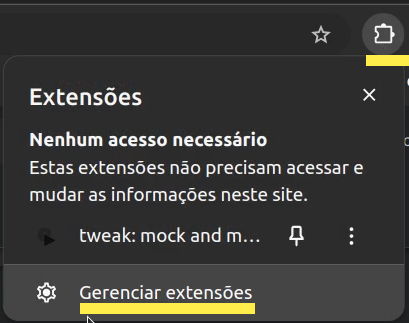 Extensões
Nenhum acesso necessário
Estas extensões não precisam acessar e
mudar as informações neste site.
tweak: mock and m...
Gerenciar extensões